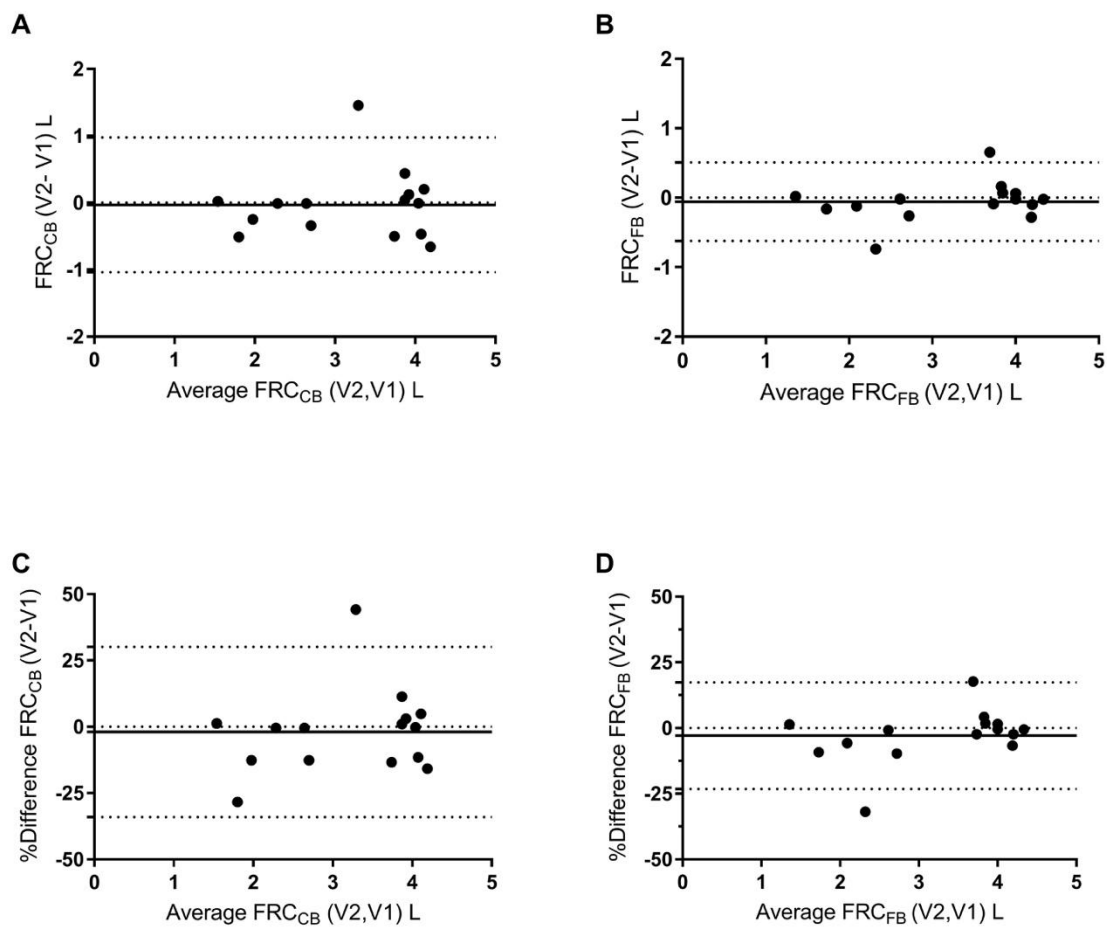 A
FRCCB (V2- V1) L
2
1
0
-1
-2
0 1 2 3 4 5
Average FRCCB (V2,V1) L
B
FRCFB (V2-V1) L
2
1
0
-1
-2
0 1 2 3 4 5
Average FRCFB (V2,V1) L
C
%Difference FRCCB (V2-V1)
50
25
0
-25
-50
0 1 2 3 4 5
Average FRCCB (V2,V1) L
D
%Difference FRCFB (V2-V1)
50
25
0
-25
-50
0 1 2 3 4 5
Average FRCFB (V2,V1) L